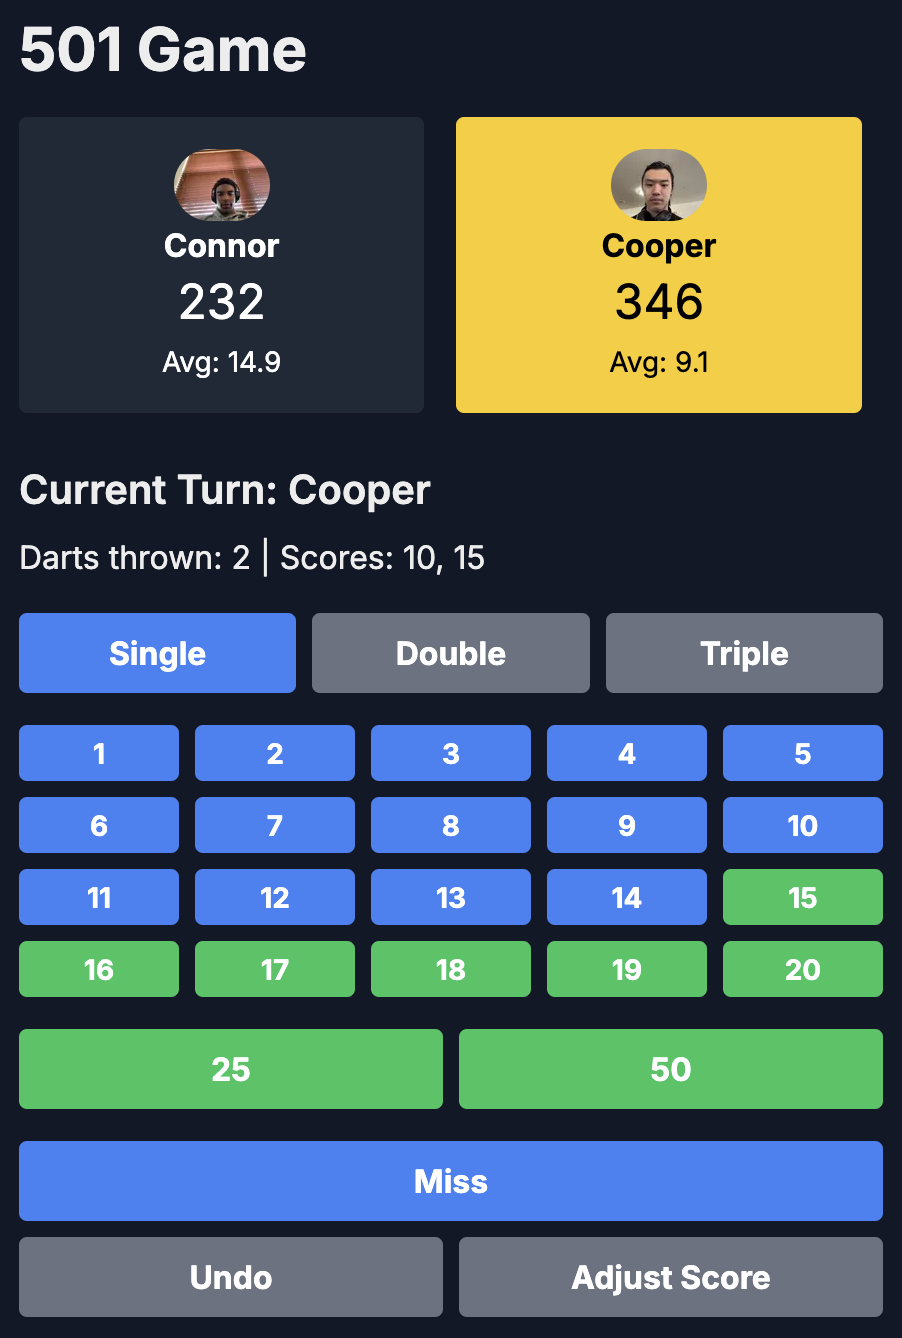 501 Game
Connor
232
Avg: 14.9
Cooper
346
Avg: 9.1
Current Turn: Cooper
Darts thrown: 2 | Scores: 10, 15
Single Double Triple
1 2 3 4 5
6 7 8 9 10
11 12 13 14 15
16 17 18 19 20
25 50
Miss
Undo Adjust Score